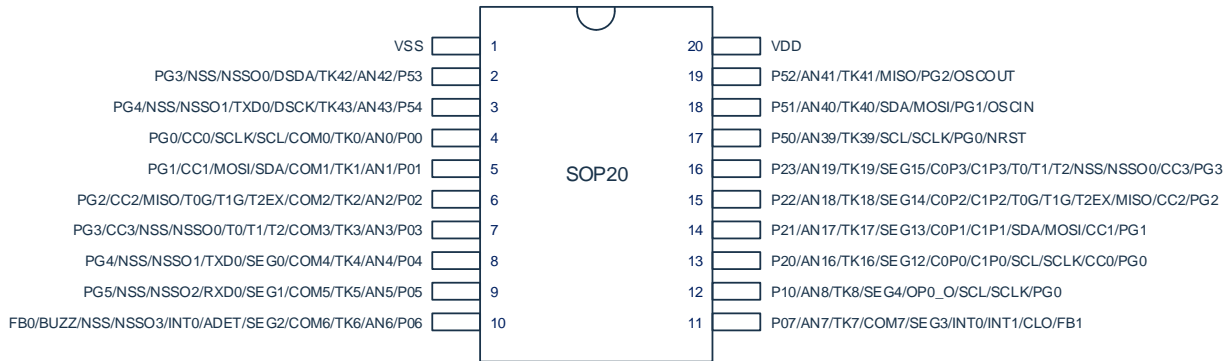 VSS 1 20 VDD
PG3/NSS/NSSO0/DSDA/TK42/AN42/P53 2 19 P52/AN41/TK41/MISO/PG2/OSCOUT
PG4/NSS/NSSO1/TXD0/DSCK/TK43/AN43/P54 3 18 P51/AN40/TK40/SDA/MOSI/PG1/OSCIN
PG0/CC0/SCLK/SCL/COM0/TK0/AN0/P00 4 17 P50/AN39/TK39/SCL/SCLK/PG0/NRST
PG1/CC1/MOSI/SDA/COM1/TK1/AN1/P01 5 16 P23/AN19/TK19/SEG15/C0P3/C1P3/T0/T1/T2/NSS/NSSO0/CC3/PG3
SOP20
PG2/CC2/MISO/T0G/T1G/T2EX/COM2/TK2/AN2/P02 6 15 P22/AN18/TK18/SEG14/C0P2/C1P2/T0G/T1G/T2EX/MISO/CC2/PG2
PG3/CC3/NSS/NSSO0/T0/T1/T2/COM3/TK3/AN3/P03 7 14 P21/AN17/TK17/SEG13/C0P1/C1P1/SDA/MOSI/CC1/PG1
PG4/NSS/NSSO1/TXD0/SEG0/COM4/TK4/AN4/P04 8 13 P20/AN16/TK16/SEG12/C0P0/C1P0/SCL/SCLK/CC0/PG0
PG5/NSS/NSSO2/RXD0/SEG1/COM5/TK5/AN5/P05 9 12 P10/AN8/TK8/SEG4/OP0_O/SCL/SCLK/PG0
FB0/BUZZ/NSS/NSSO3/INT0/ADET/SEG2/COM6/TK6/AN6/P06 10 11 P07/AN7/TK7/COM7/SEG3/INT0/INT1/CLO/FB1